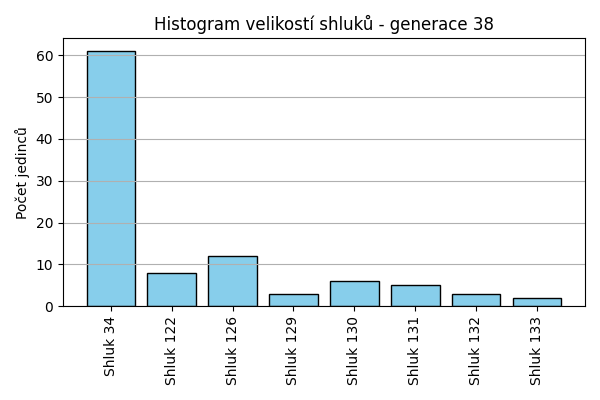 Histogram velikostí shluků - generace 38
Počet jedinců
60
50
40
30
20
10
0
Shluk 34
Shluk 122
Shluk 126
Shluk 129
Shluk 130
Shluk 131
Shluk 132
Shluk 133